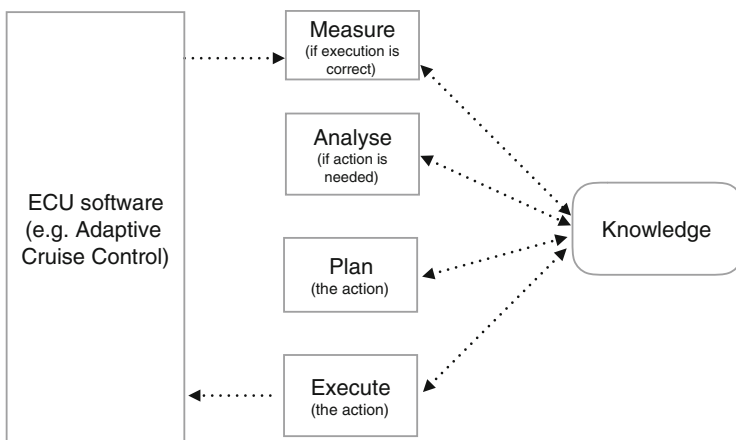 Measure
(if execution is
correct)
Analyse
(if action is
needed)
ECU software
(e.g. Adaptive
Cruise Control)
Knowledge
Plan
(the action)
Execute
(the action)